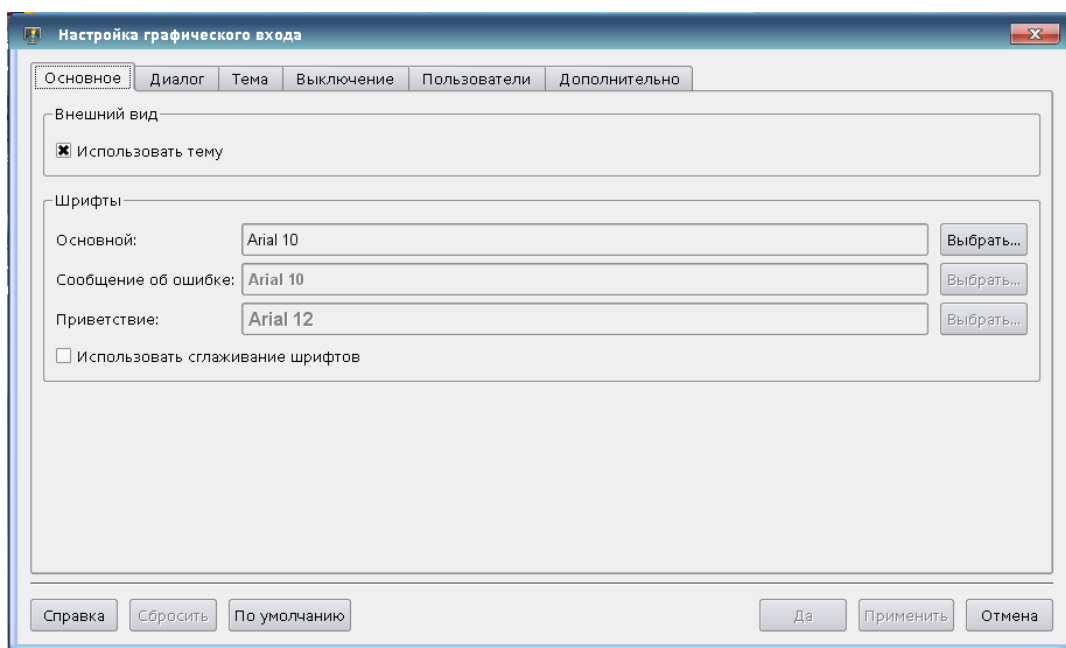 Настройка графического входа
Основное Диалог Тема Выключение Пользователи Дополнительно
Внешний вид
Использовать тему
Шрифты
Основной: Arial 10 Выбрать...
Сообщение об ошибке: Arial 10 Выбрать...
Приветствие: Arial 12 Выбрать...
Использовать сглаживание шрифтов
Справка Сбросить По умолчанию Да Применить Отмена